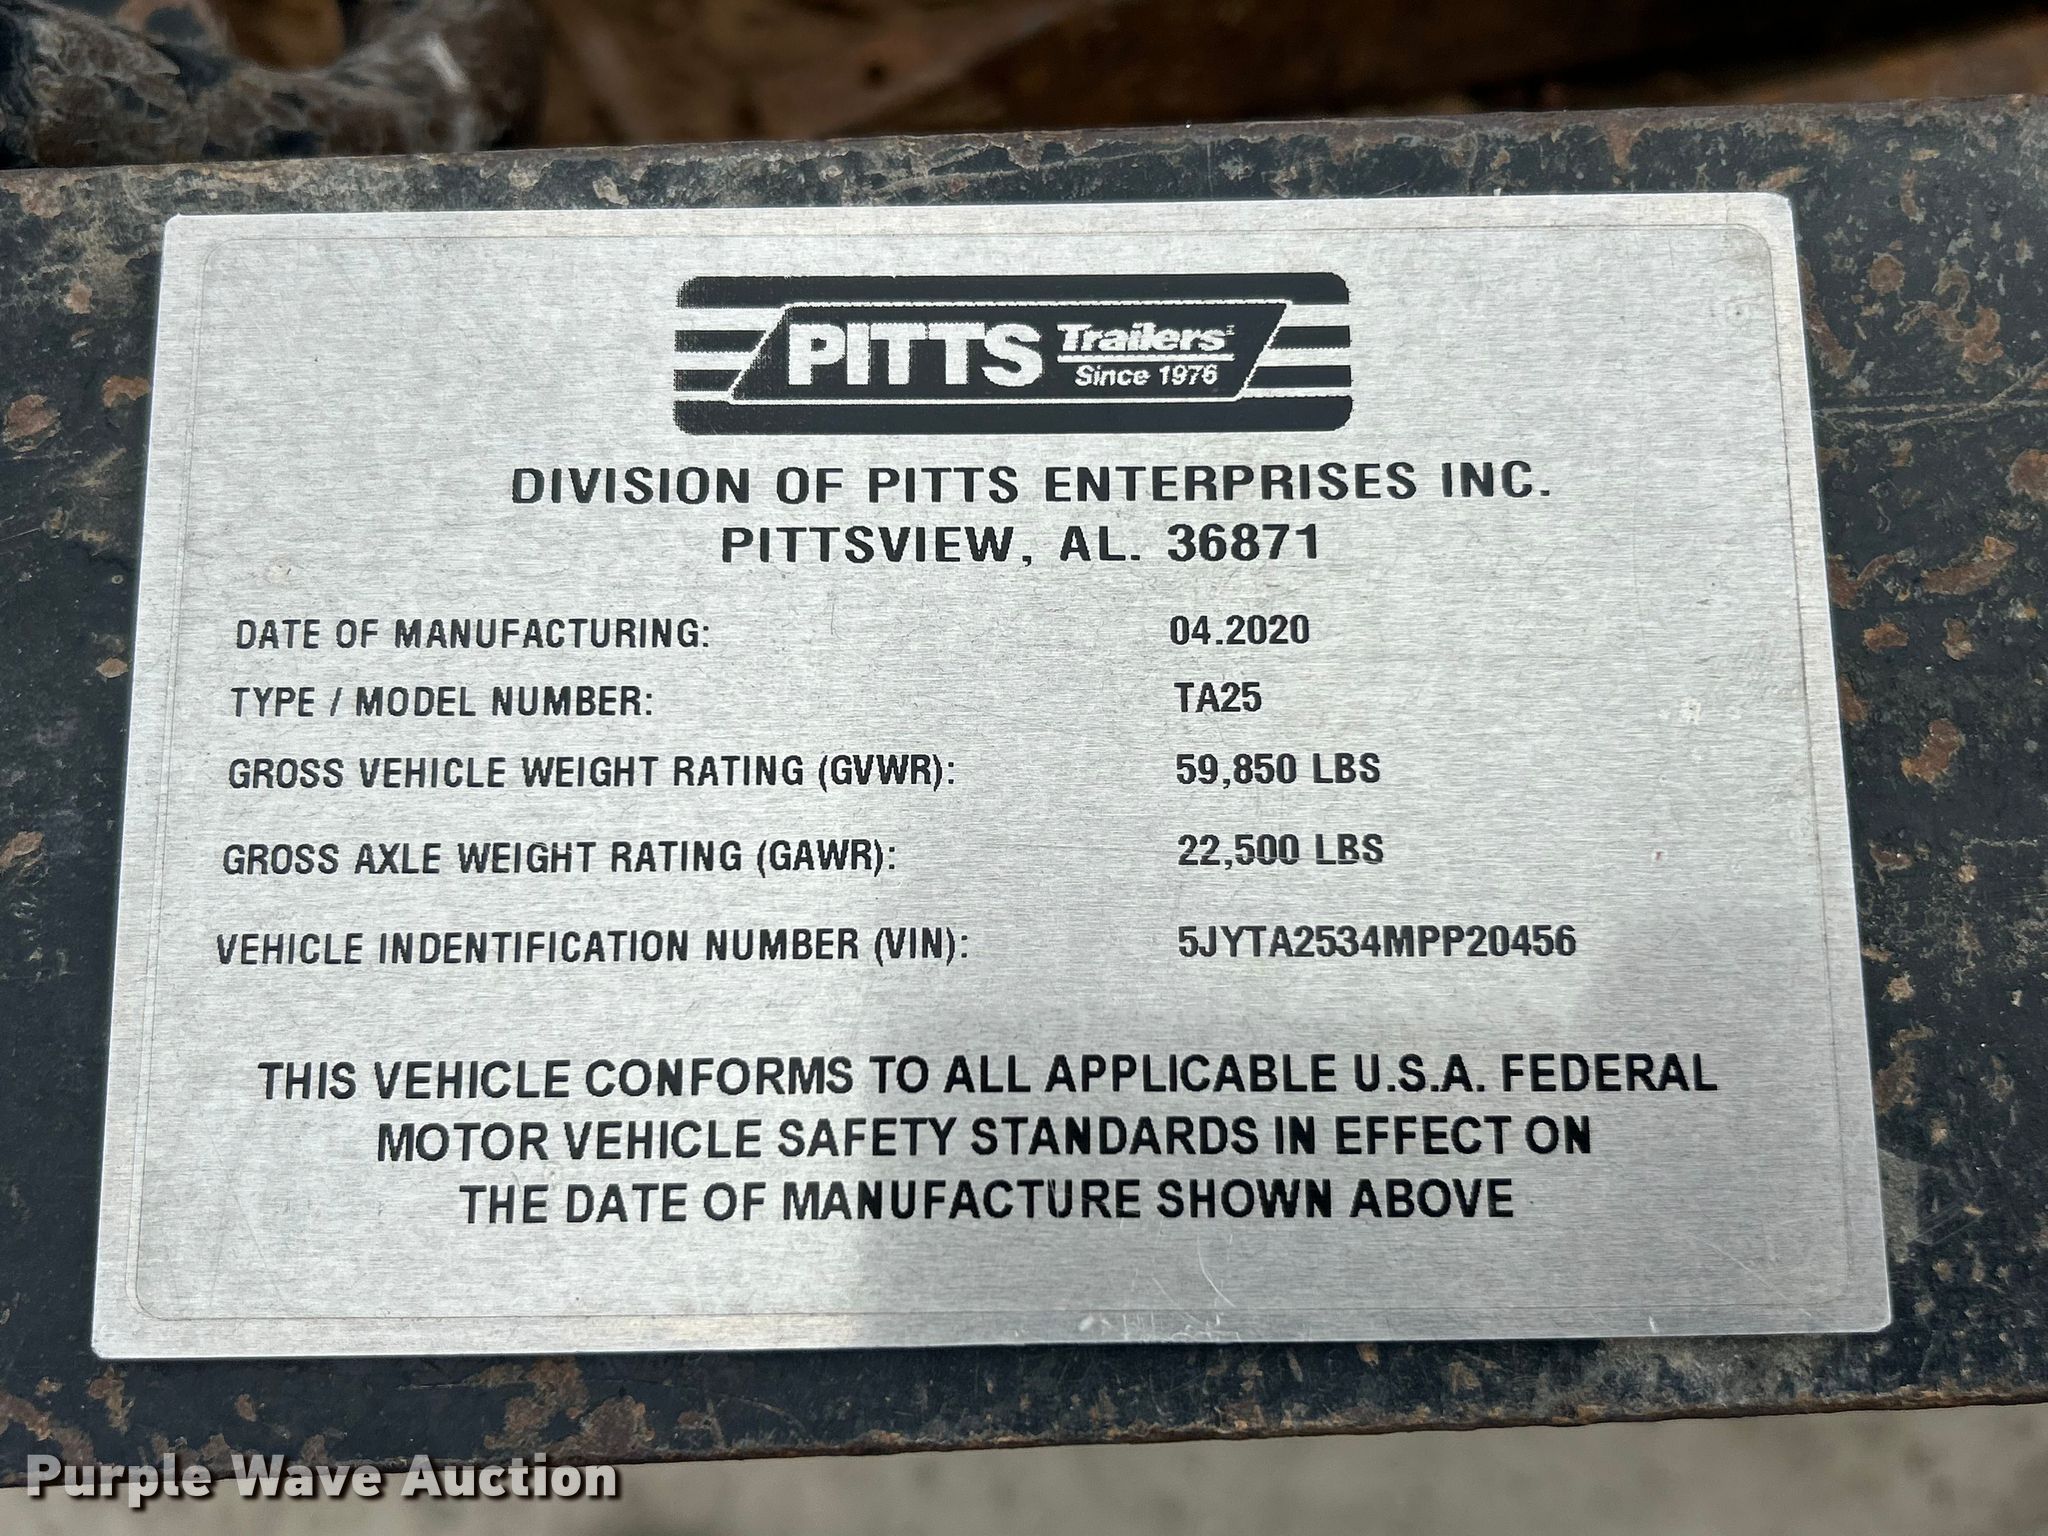 PITTS Trailers
Since 1976
DIVISION OF PITTS ENTERPRISES INC.
PITTSVIEW, AL. 36871
DATE OF MANUFACTURING: 04.2020
TYPE / MODEL NUMBER: TA25
GROSS VEHICLE WEIGHT RATING (GVWR): 59,850 LBS
GROSS AXLE WEIGHT RATING (GAWR): 22,500 LBS
VEHICLE INDENTIFICATION NUMBER (VIN): 5JYTA2534MPP20456
THIS VEHICLE CONFORMS TO ALL APPLICABLE U.S.A. FEDERAL
MOTOR VEHICLE SAFETY STANDARDS IN EFFECT ON
THE DATE OF MANUFACTURE SHOWN ABOVE
Purple Wave Auction